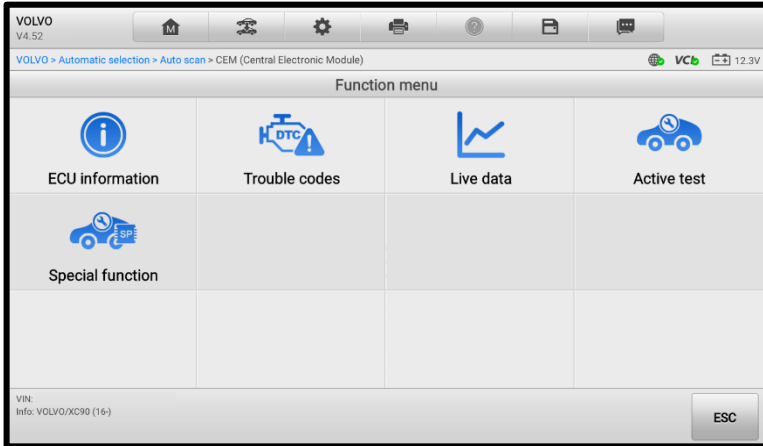 VOLVO
V4.52
M
?
VOLVO > Automatic selection > Auto scan > CEM (Central Electronic Module)
VCI
12.3V
Function menu
i
DTC
ECU information
Trouble codes
Live data
Active test
SP
Special function
VIN:
Info: VOLVO/XC90 (16-)
ESC